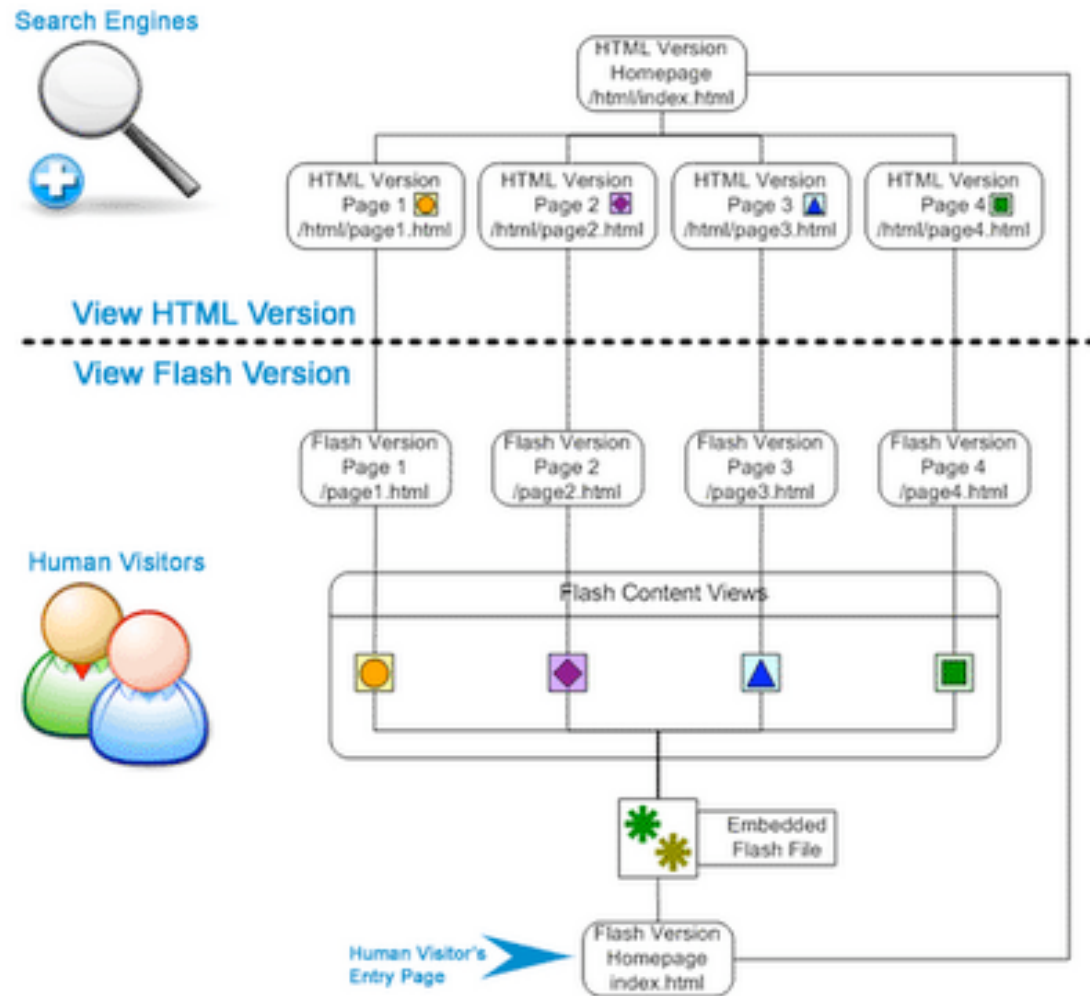 Search Engines
HTML Version
Homepage
/html/index.html
HTML Version
Page 1
/html/page1.html
HTML Version
Page 2
/html/page2.html
HTML Version
Page 3
/html/page3.html
HTML Version
Page 4
/html/page4.html
View HTML Version
View Flash Version
Flash Version
Page 1
/page1.html
Flash Version
Page 2
/page2.html
Flash Version
Page 3
/page3.html
Flash Version
Page 4
/page4.html
Human Visitors
Flash Content Views
Embedded
Flash File
Human Visitor's
Entry Page
Flash Version
Homepage
index.html